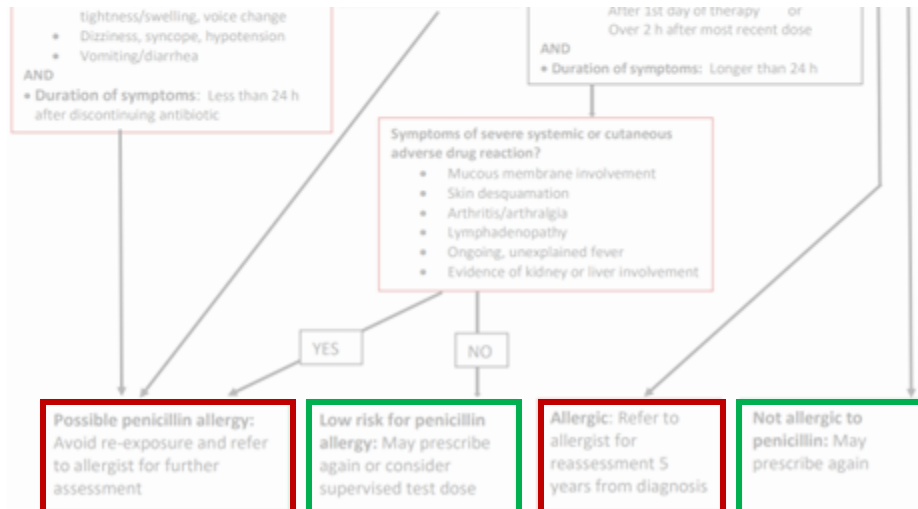 tightness/swelling, voice change
• Dizziness, syncope, hypotension
• Vomiting/diarrhea
AND
• Duration of symptoms: Less than 24 h
after discontinuing antibiotic
After 1st day of therapy or
Over 2 h after most recent dose
AND
• Duration of symptoms: Longer than 24 h
Symptoms of severe systemic or cutaneous
adverse drug reaction?
• Mucous membrane involvement
• Skin desquamation
• Arthritis/arthralgia
• Lymphadenopathy
• Ongoing, unexplained fever
• Evidence of kidney or liver involvement
YES
NO
Possible penicillin allergy:
Avoid re-exposure and refer
to allergist for further
assessment
Low risk for penicillin
allergy: May prescribe
again or consider
supervised test dose
Allergic: Refer to
allergist for
reassessment 5
years from diagnosis
Not allergic to
penicillin: May
prescribe again